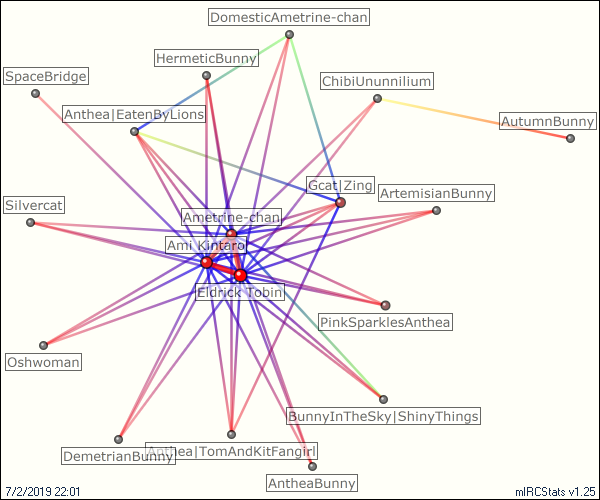 DomesticAmetrine-chan
HermeticBunny
SpaceBridge
ChibiUnunnilium
Anthea|EatenByLions
AutumnBunny
Gcat|Zing
ArtemisianBunny
Silvercat
Ametrine-chan
Ami Kintaro
Eldrick Tobin
PinkSparklesAnthea
Oshwoman
BunnyInTheSky|ShinyThings
DemetrianBunny
Anthea|TomAndKitFangirl
AntheaBunny
7/2/2019 22:01
mIRCStats v1.25